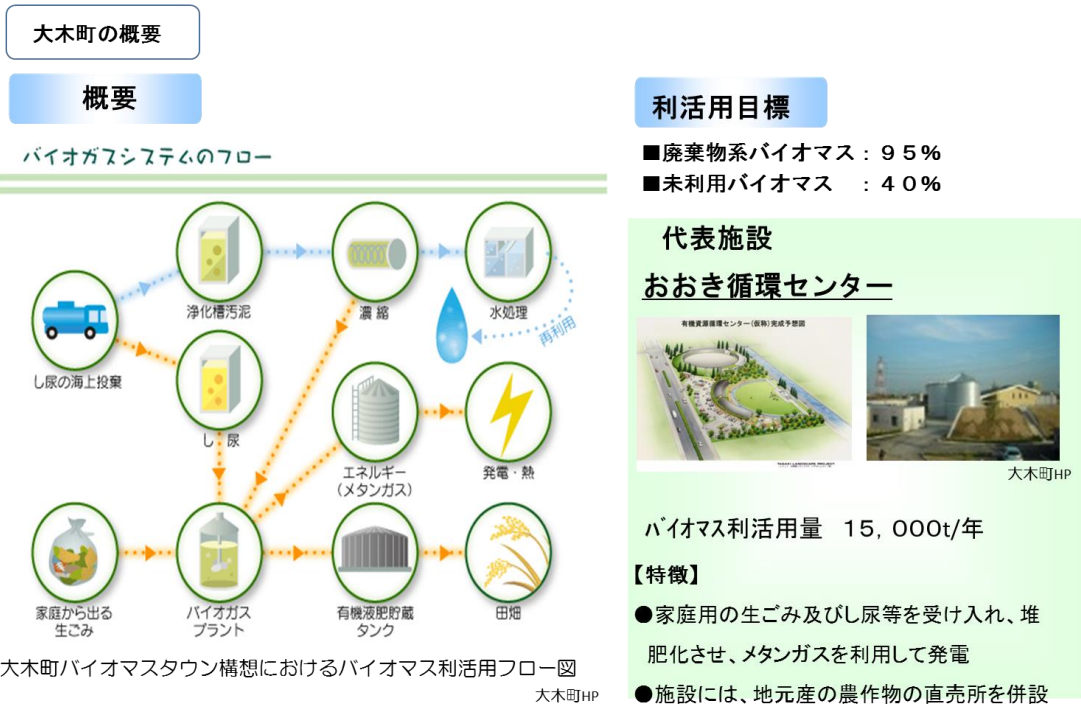 大木町の概要
概要
バイオガスシステムのフロー
浄化槽汚泥
濃縮
水処理
再利用
し尿の海上投棄
し尿
エネルギー
(メタンガス)
発電・熱
家庭から出る
生ごみ
バイオガス
プラント
有機液肥貯蔵
タンク
田畑
大木町バイオマスタウン構想におけるバイオマス利活用フロー図
大木町HP
利活用目標
■廃棄物系バイオマス：95%
■未利用バイオマス　：40%
代表施設
おおき循環センター
有機資源循環センター(仮称)完成予想図
大木町HP
バイオマス利活用量　15,000t/年
【特徴】
●家庭用の生ごみ及びし尿等を受け入れ、堆
肥化させ、メタンガスを利用して発電
●施設には、地元産の農作物の直売所を併設